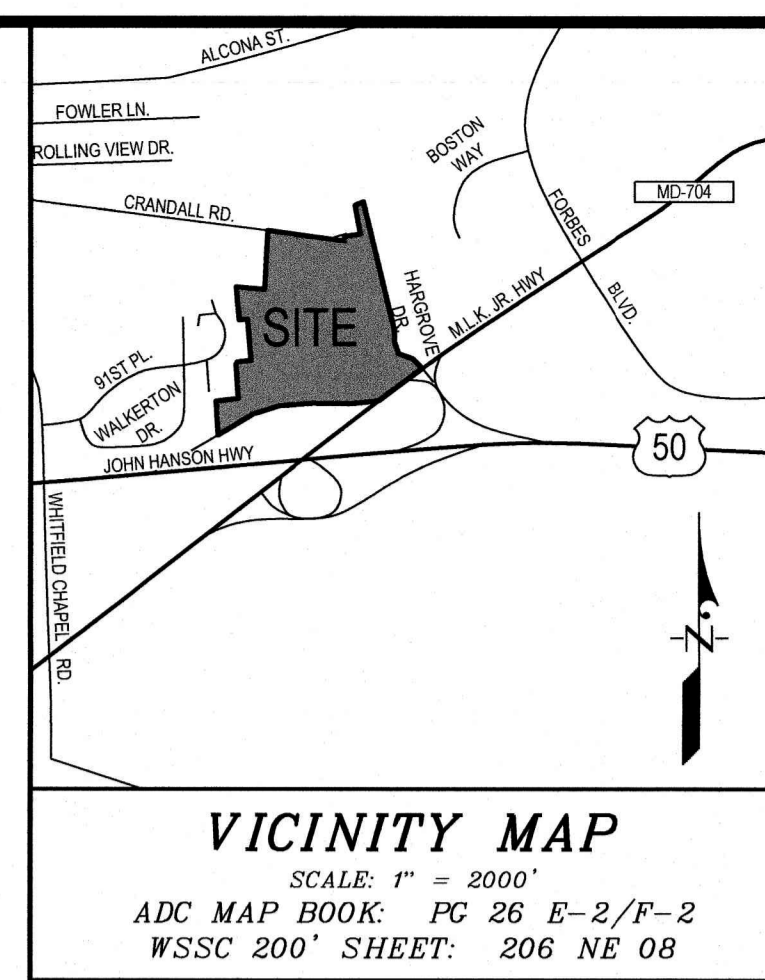 ALCONA ST.
FOWLER LN.
ROLLING VIEW DR.
CRANDALL RD.
BOSTON
WAY
MD-704
FORBES
BLVD.
HARGROVE
DR.
M.L.K. JR. HWY
SITE
91ST PL.
WALKERTON
DR.
JOHN HANSON HWY
50
WHITFIELD CHAPEL RD.
N
VICINITY MAP
SCALE: 1" = 2000'
ADC MAP BOOK: PG 26 E-2/F-2
WSSC 200' SHEET: 206 NE 08